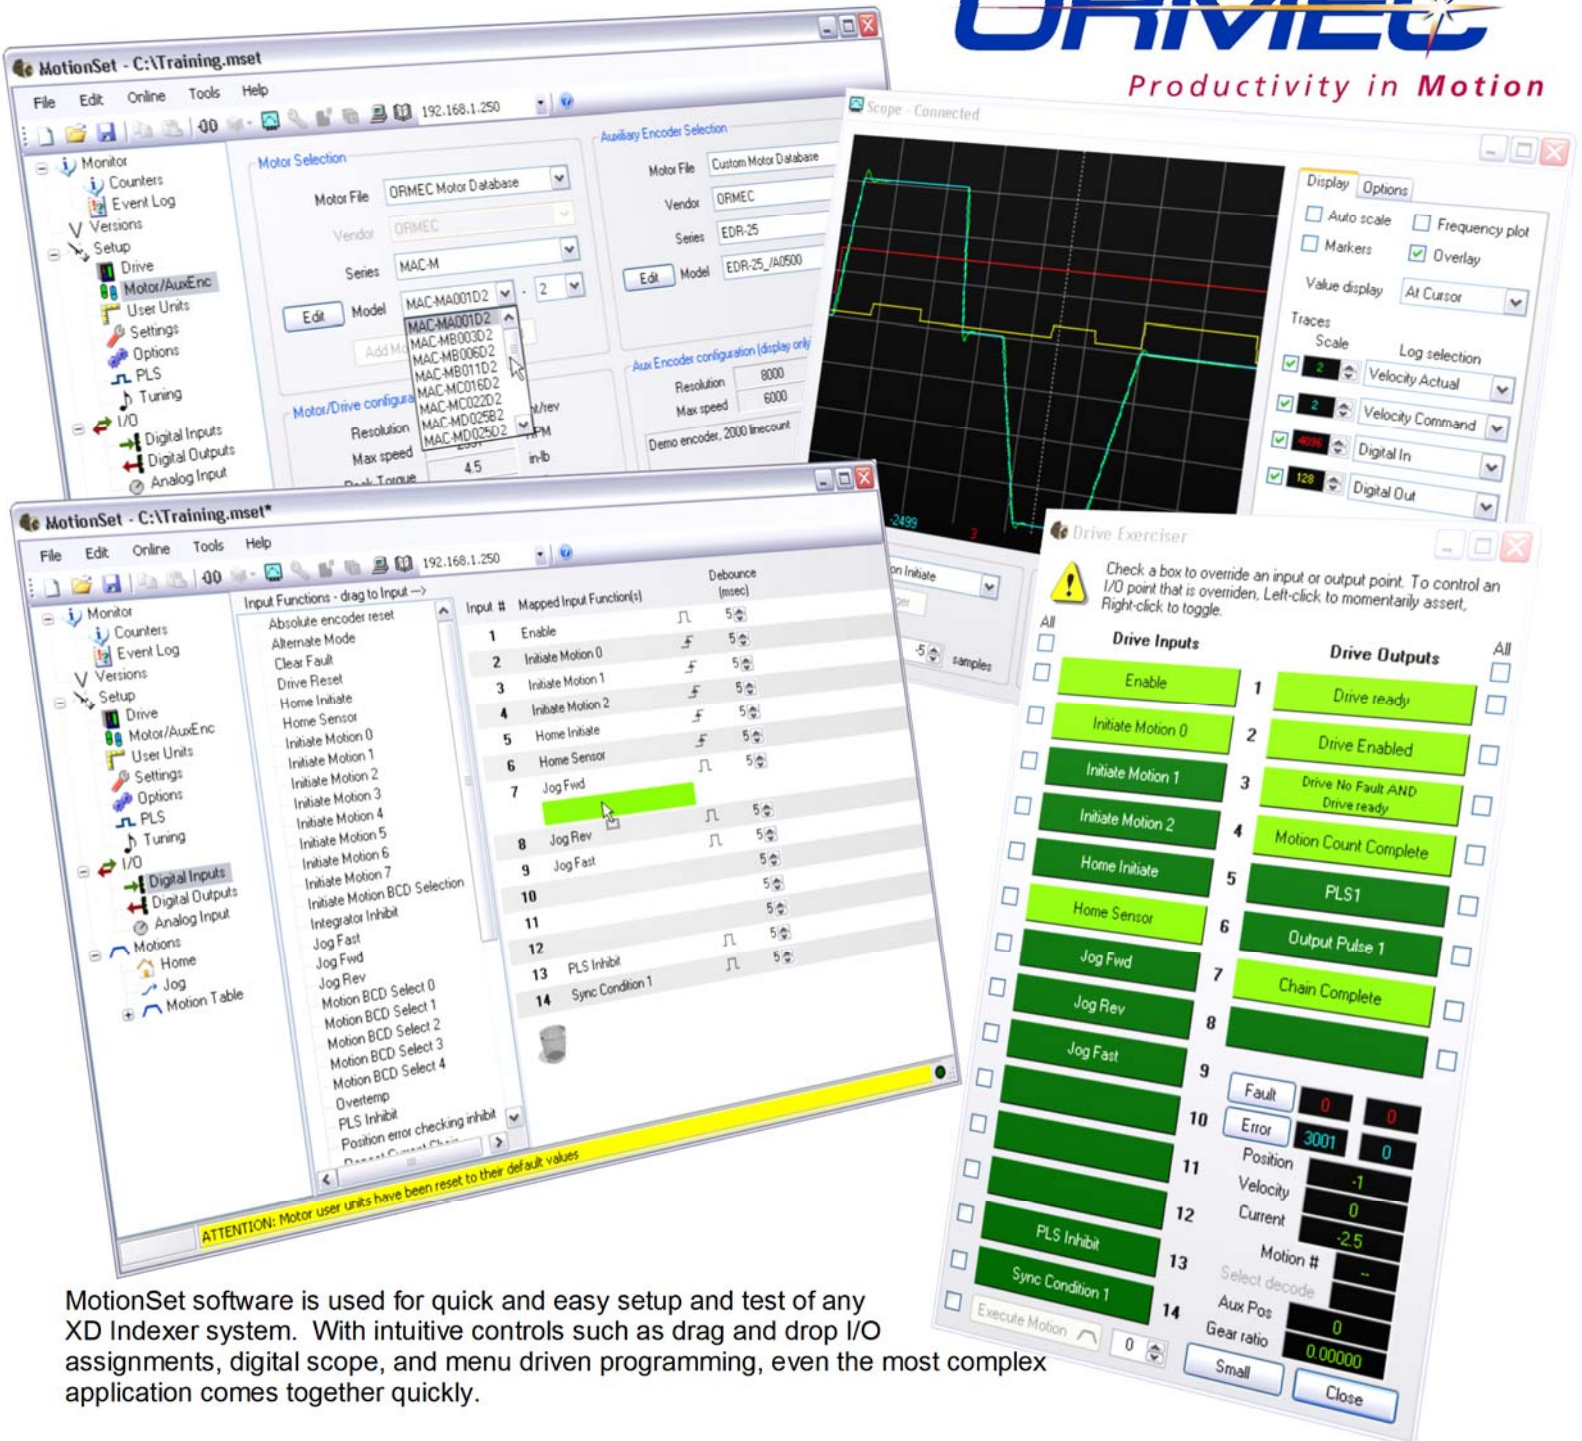 ORMEC
Productivity in Motion
MotionSet - C:\Training.mset
File Edit Online Tools Help
192.168.1.250
Monitor
Counters
Event Log
Versions
Setup
Drive
Motor/AuxEnc
User Units
Settings
Options
PLS
Tuning
I/O
Digital Inputs
Digital Outputs
Analog Input
Motor Selection
Motor File ORMEC Motor Database
Vendor ORMEC
Series MAC-M
Edit Model MAC-MA001D2 - 2
MAC-MA001D2
MAC-MB003D2
MAC-MB006D2
MAC-MB011D2
MAC-MC016D2
MAC-MC022D2
MAC-MD025B2
MAC-MD025D2
Motor/Drive
Resolution
Max speed
4.5 in-lb
Auxiliary Encoder Selection
Motor File Custom Motor Database
Vendor ORMEC
Series EDR-25
Edit Model EDR-25_/A0500
Aux Encoder configuration (display only
Resolution 8000
Max speed 6000
Demo encoder, 2000 linecount
Scope - Connected
-2499
3
Display Options
Auto scale Frequency plot
Markers Overlay
Value display At Cursor
Traces
Scale Log selection
2 Velocity Actual
2 Velocity Command
4096 Digital In
128 Digital Out
on Initiate
-5 samples
MotionSet - C:\Training.mset*
File Edit Online Tools Help
192.168.1.250
Monitor
Counters
Event Log
Versions
Setup
Drive
Motor/AuxEnc
User Units
Settings
Options
PLS
Tuning
I/O
Digital Inputs
Digital Outputs
Analog Input
Motions
Home
Jog
Motion Table
Input Functions - drag to Input --->
Absolute encoder reset
Alternate Mode
Clear Fault
Drive Reset
Home Initiate
Home Sensor
Initiate Motion 0
Initiate Motion 1
Initiate Motion 2
Initiate Motion 3
Initiate Motion 4
Initiate Motion 5
Initiate Motion 6
Initiate Motion 7
Initiate Motion BCD Selection
Integrator Inhibit
Jog Fast
Jog Fwd
Jog Rev
Motion BCD Select 0
Motion BCD Select 1
Motion BCD Select 2
Motion BCD Select 3
Motion BCD Select 4
Overtemp
PLS Inhibit
Position error checking inhibit
Input # Mapped Input Function(s) Debounce (msec)
1 Enable 5
2 Initiate Motion 0 5
3 Initiate Motion 1 5
4 Initiate Motion 2 5
5 Home Initiate 5
6 Home Sensor 5
7 Jog Fwd 5
8 Jog Rev 5
9 Jog Fast 5
10 5
11 5
12 5
13 PLS Inhibit 5
14 Sync Condition 1 5
ATTENTION: Motor user units have been reset to their default values
Drive Exerciser
Check a box to override an input or output point. To control an
I/O point that is overriden, Left-click to momentarily assert,
Right-click to toggle.
All Drive Inputs Drive Outputs All
Enable 1 Drive ready
Initiate Motion 0 2 Drive Enabled
Initiate Motion 1 3 Drive No Fault AND Drive ready
Initiate Motion 2 4 Motion Count Complete
Home Initiate 5 PLS1
Home Sensor 6 Output Pulse 1
Jog Fwd 7 Chain Complete
Jog Rev 8
Jog Fast 9
10
11
12
PLS Inhibit 13
Sync Condition 1 14
Fault 0 0
Error 3001 0
Position -1
Velocity 0
Current -2.5
Motion # --
Select decode
Aux Pos 0
Gear ratio 0.00000
Execute Motion 0
Small Close
MotionSet software is used for quick and easy setup and test of any
XD Indexer system. With intuitive controls such as drag and drop I/O
assignments, digital scope, and menu driven programming, even the most complex
application comes together quickly.